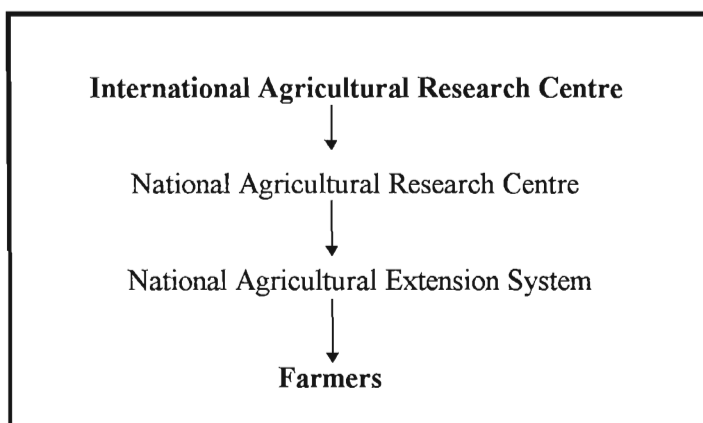 International Agricultural Research Centre
National Agricultural Research Centre
National Agricultural Extension System
Farmers